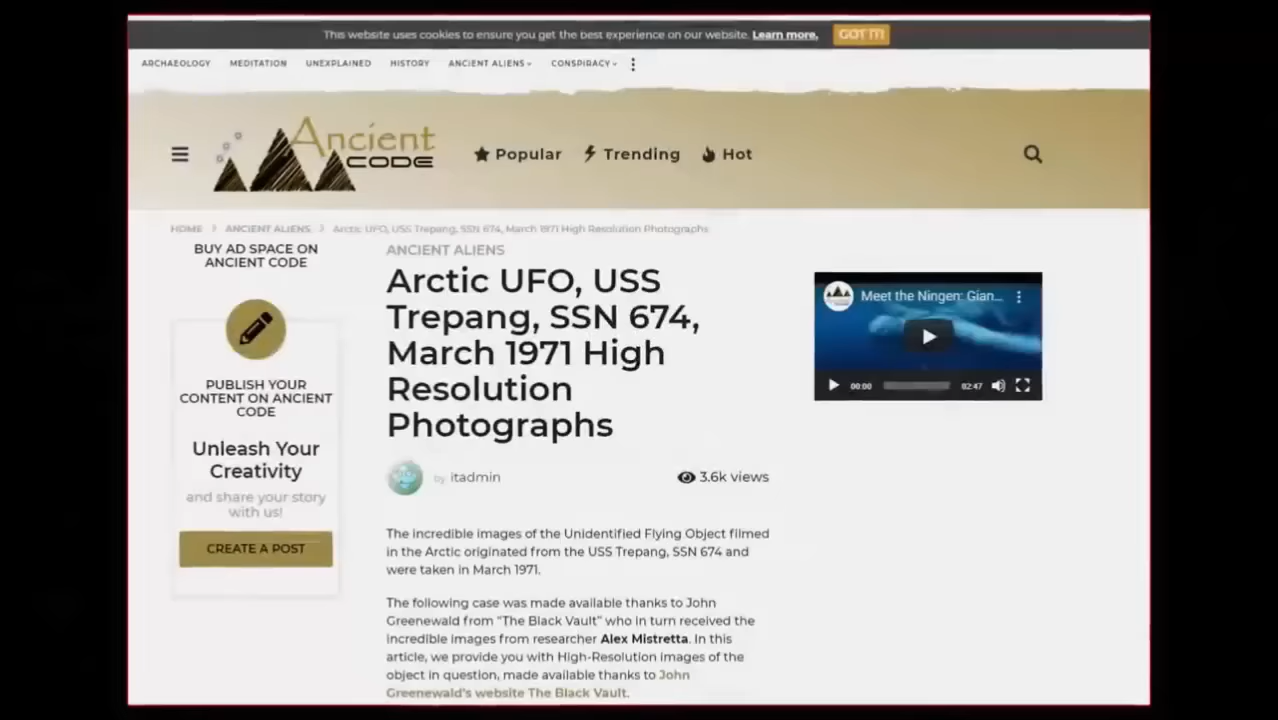 This website uses cookies to ensure you get the best experience on our website. Learn more. GOT IT!
ARCHAEOLOGY MEDITATION UNEXPLAINED HISTORY ANCIENT ALIENS CONSPIRACY
Ancient
CODE
Popular Trending Hot
HOME > ANCIENT ALIENS > Arctic UFO, USS Trepang, SSN 674, March 1971 High Resolution Photographs
BUY AD SPACE ON
ANCIENT CODE
PUBLISH YOUR
CONTENT ON ANCIENT
CODE
Unleash Your
Creativity
and share your story
with us!
CREATE A POST
ANCIENT ALIENS
Arctic UFO, USS
Trepang, SSN 674,
March 1971 High
Resolution
Photographs
by itadmin
3.6k views
The incredible images of the Unidentified Flying Object filmed
in the Arctic originated from the USS Trepang, SSN 674 and
were taken in March 1971.
The following case was made available thanks to John
Greenewald from “The Black Vault” who in turn received the
incredible images from researcher Alex Mistretta. In this
article, we provide you with High-Resolution images of the
object in question, made available thanks to John
Greenewald's website The Black Vault.
Meet the Ningen: Gian...
00:00 02:47